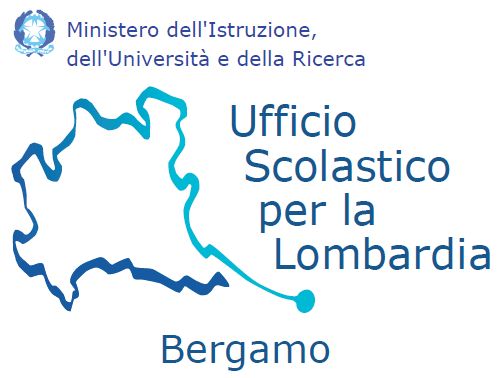 Ministero dell'Istruzione,
dell'Università e della Ricerca
Ufficio
Scolastico
per la
Lombardia
Bergamo